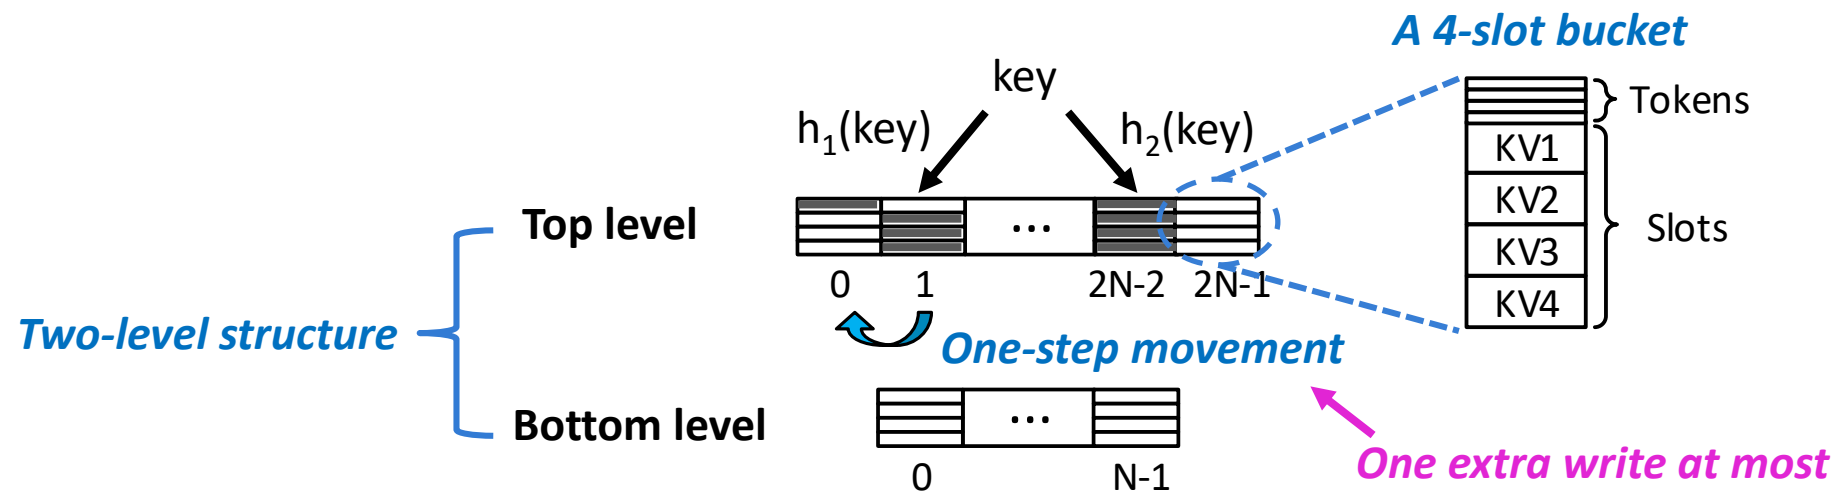 A 4-slot bucket
key
h₁(key)
h₂(key)
Tokens
KV1
KV2
KV3
KV4
Slots
Top level
...
0 1 2N-2 2N-1
Two-level structure
One-step movement
Bottom level
...
0 N-1
One extra write at most